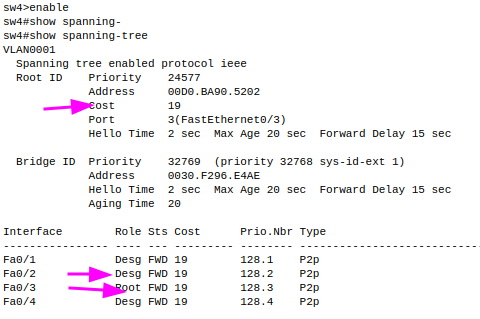 sw4>enable
sw4#show spanning-
sw4#show spanning-tree
VLAN0001
  Spanning tree enabled protocol ieee
  Root ID    Priority    24577
             Address     00D0.BA90.5202
             Cost        19
             Port        3(FastEthernet0/3)
             Hello Time  2 sec  Max Age 20 sec  Forward Delay 15 sec

  Bridge ID  Priority    32769  (priority 32768 sys-id-ext 1)
             Address     0030.F296.E4AE
             Hello Time  2 sec  Max Age 20 sec  Forward Delay 15 sec
             Aging Time  20

Interface        Role Sts Cost      Prio.Nbr Type
---------------- ---- --- --------- -------- --------------------------------
Fa0/1            Desg FWD 19        128.1    P2p
Fa0/2            Desg FWD 19        128.2    P2p
Fa0/3            Root FWD 19        128.3    P2p
Fa0/4            Desg FWD 19        128.4    P2p